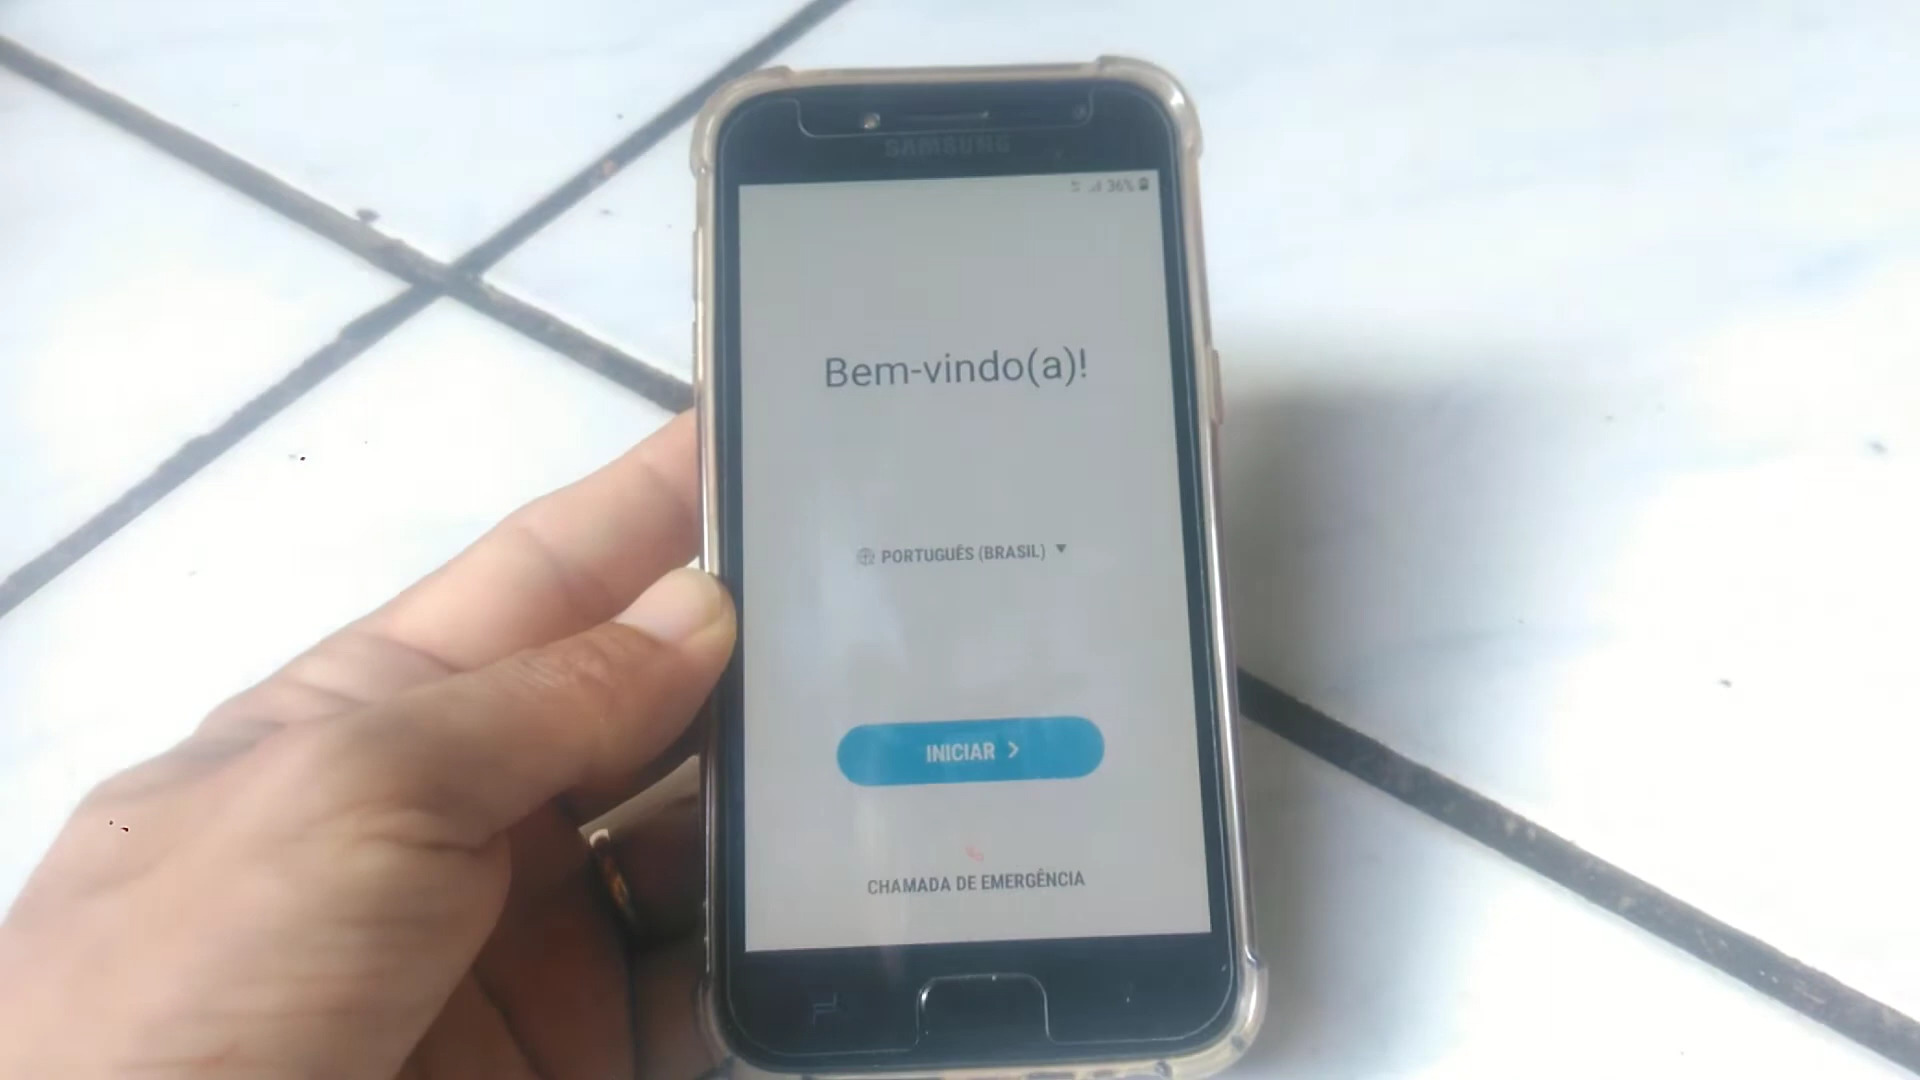 SAMSUNG
36%
Bem-vindo(a)!
PORTUGUÊS (BRASIL)
INICIAR
CHAMADA DE EMERGÊNCIA